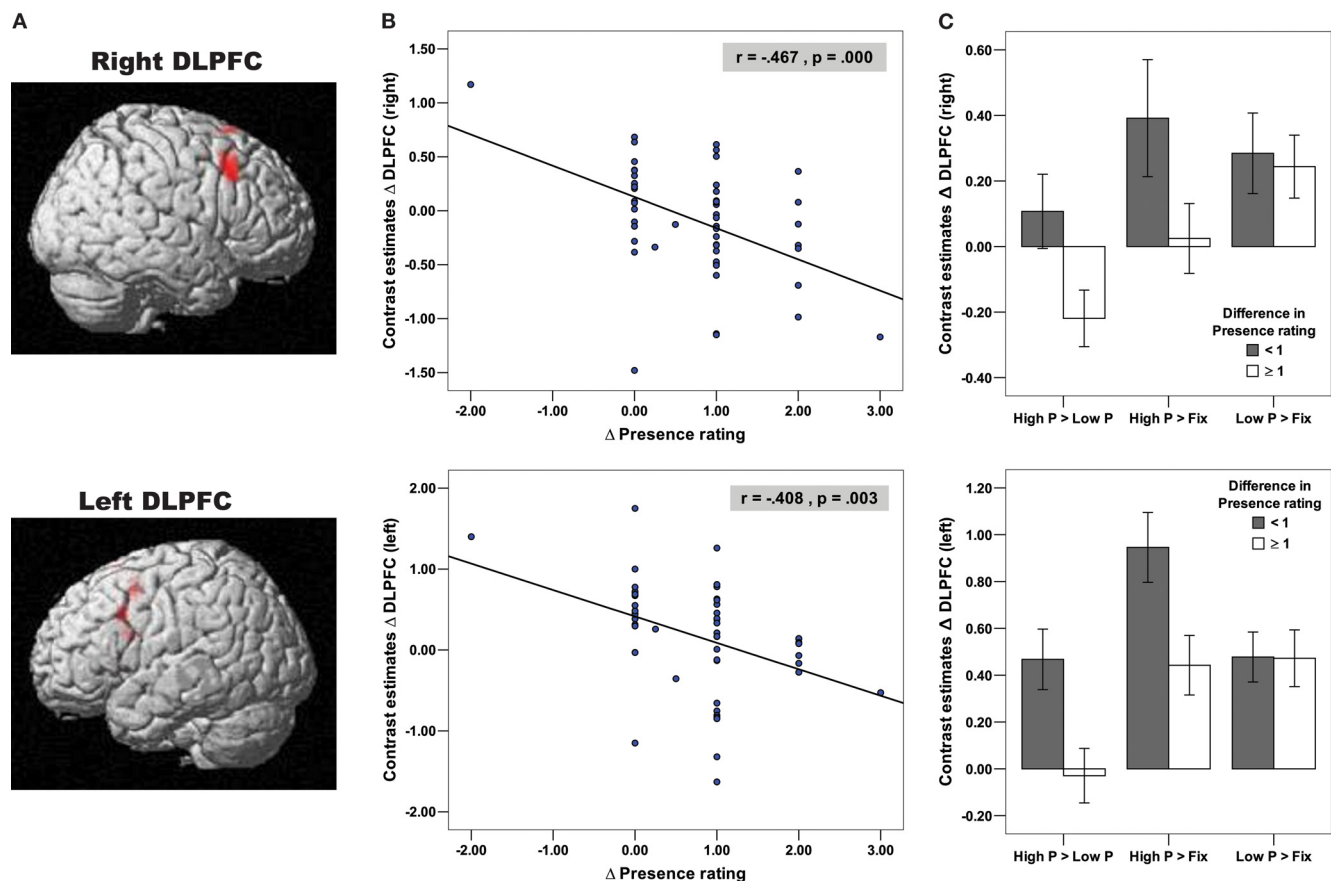 A
Right DLPFC
B
r = -.467 , p = .000
Contrast estimates Δ DLPFC (right)
1.50
1.00
0.50
0.00
-0.50
-1.00
-1.50
-2.00 -1.00 0.00 1.00 2.00 3.00
Δ Presence rating
C
Contrast estimates Δ DLPFC (right)
0.60
0.40
0.20
0.00
-0.20
-0.40
Difference in
Presence rating
< 1
≥ 1
High P > Low P High P > Fix Low P > Fix
Left DLPFC
r = -.408 , p = .003
Contrast estimates Δ DLPFC (left)
2.00
1.00
0.00
-1.00
-2.00
-2.00 -1.00 0.00 1.00 2.00 3.00
Δ Presence rating
Contrast estimates Δ DLPFC (left)
1.20
1.00
0.80
0.60
0.40
0.20
0.00
-0.20
Difference in
Presence rating
< 1
≥ 1
High P > Low P High P > Fix Low P > Fix